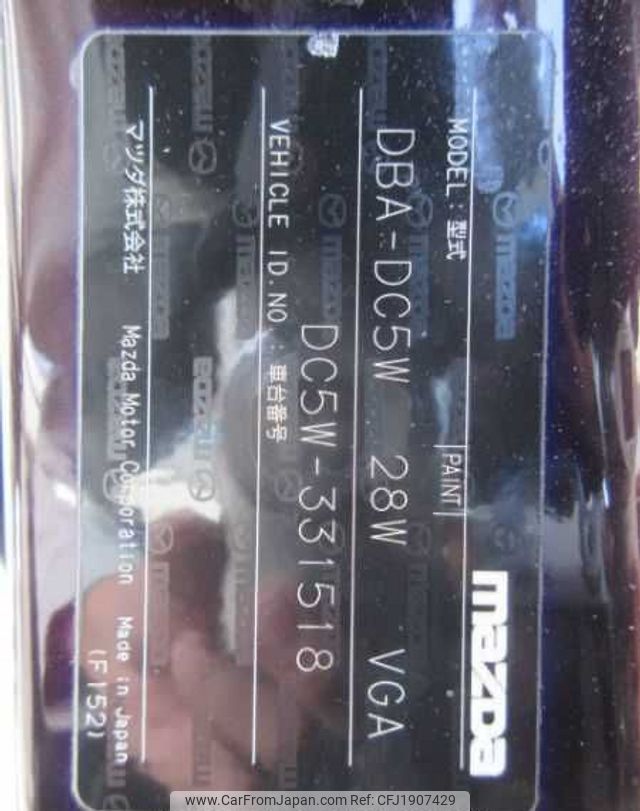 mazda
MODEL:型式 PAINT
DBA-DC5W 28W VGA
DC5W-331518
VEHICLE ID.NO.:車台番号
マツダ株式会社 Mazda Motor Corporation Made in Japan
(F152)
www.CarFromJapan.com | Ref. No: CFJ1907429